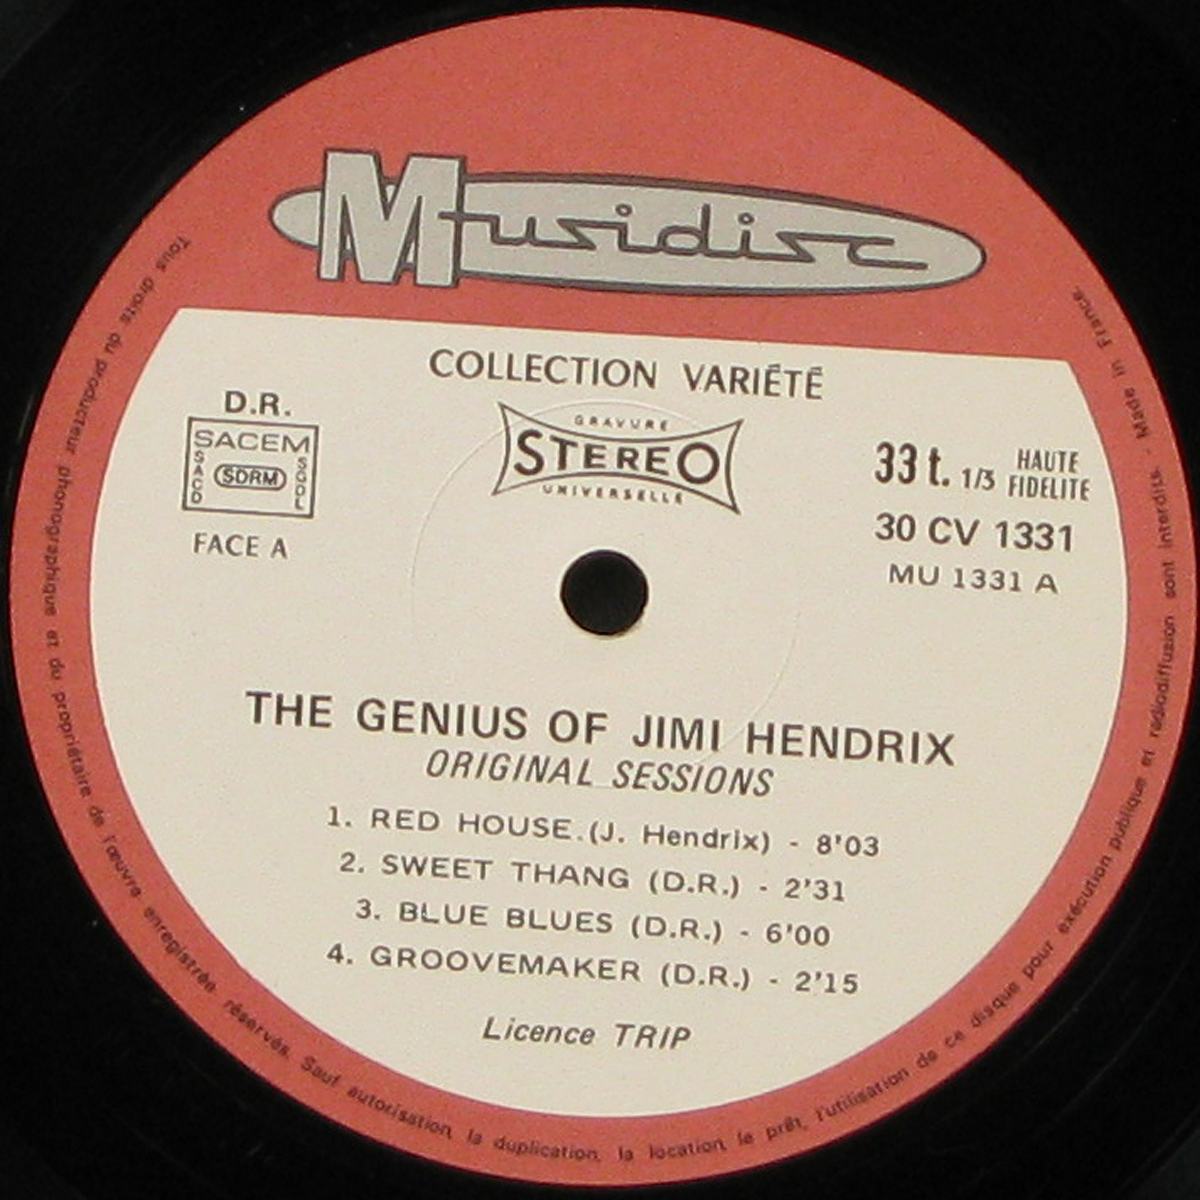 Musidisc
COLLECTION VARIÉTÉ
D.R.
SACEM
SACD
SDRM
SGDL
FACE A
GRAVURE
STEREO
UNIVERSELLE
33 t. 1/3 HAUTE
FIDELITE
30 CV 1331
MU 1331 A
THE GENIUS OF JIMI HENDRIX
ORIGINAL SESSIONS
1. RED HOUSE.(J. Hendrix) - 8'03
2. SWEET THANG (D.R.) - 2'31
3. BLUE BLUES (D.R.) - 6'00
4. GROOVEMAKER (D.R.) - 2'15
Licence TRIP
Tous droits du producteur phonographique et du propriétaire de l'œuvre enregistrée réservés. Sauf autorisation, la duplication, la location, le prêt, l'utilisation de ce disque pour exécution publique et radiodiffusion sont interdits. - Made in France.